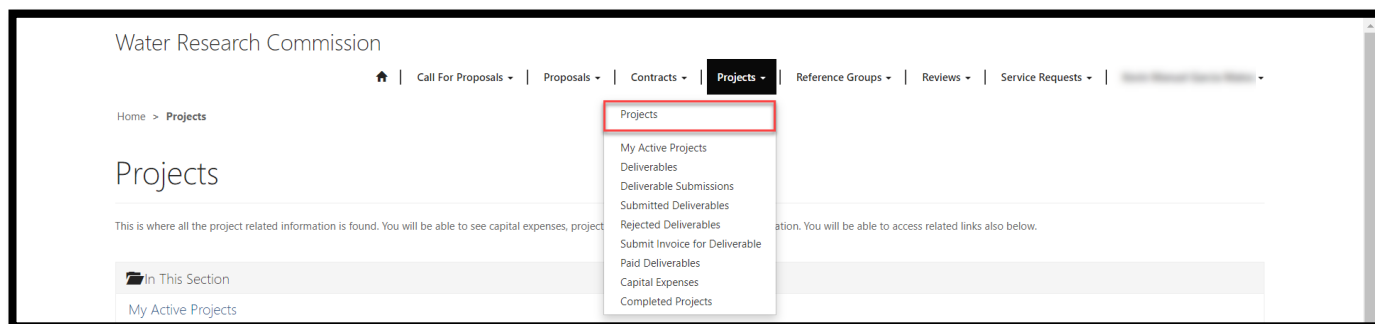 Water Research Commission
Call For Proposals | Proposals | Contracts | Projects | Reference Groups | Reviews | Service Requests |
Home > Projects
Projects
Projects
My Active Projects
Deliverables
Deliverable Submissions
Submitted Deliverables
Rejected Deliverables
Submit Invoice for Deliverable
Paid Deliverables
Capital Expenses
Completed Projects
This is where all the project related information is found. You will be able to see capital expenses, project ation. You will be able to access related links also below.
In This Section
My Active Projects